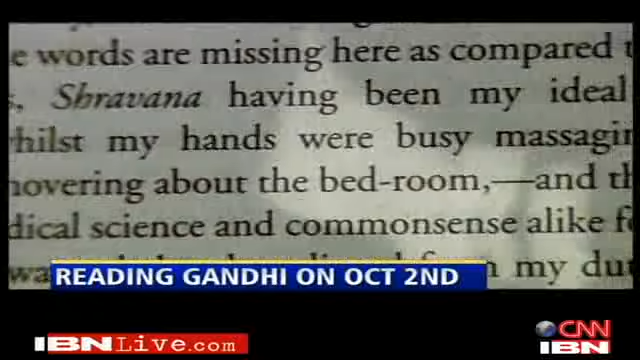 e words are missing here as compared
Shravana having been my ideal
hilst my hands were busy massagin
hovering about the bed-room,—and th
dical science and commonsense alike fo
my du
READING GANDHI ON OCT 2ND
IBNLive.com
CNN
IBN